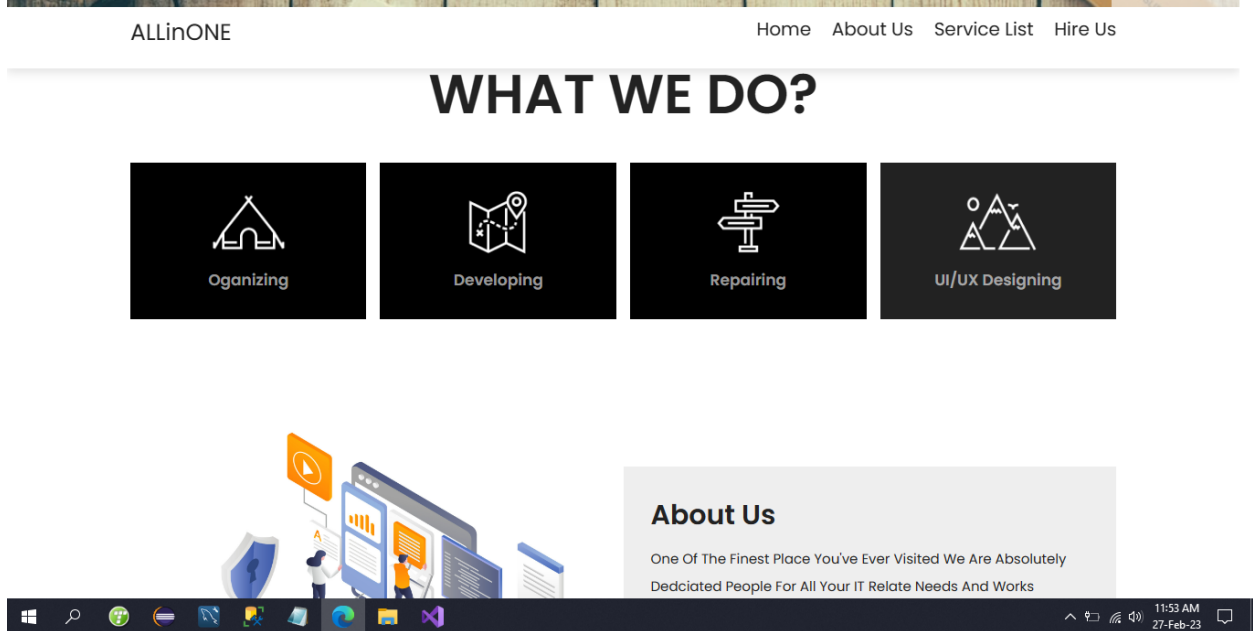 ALLinONE
Home About Us Service List Hire Us
WHAT WE DO?
Oganizing Developing Repairing UI/UX Designing
A
About Us
One Of The Finest Place You've Ever Visited We Are Absolutely
Dedciated People For All Your IT Relate Needs And Works
11:53 AM
27-Feb-23